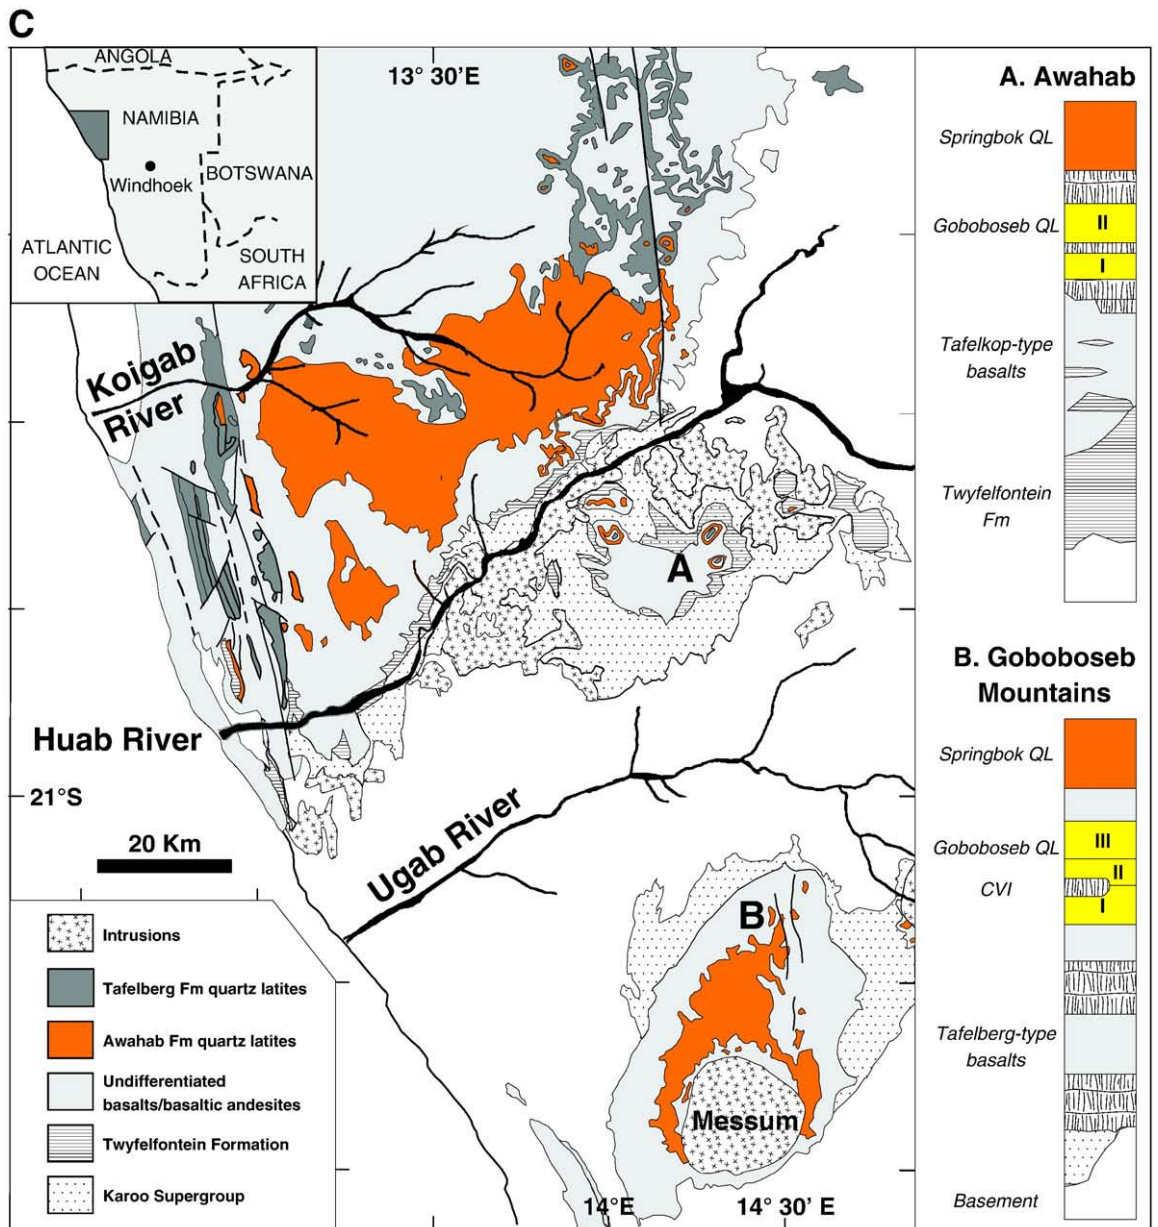 C
ANGOLA
NAMIBIA
Windhoek
BOTSWANA
ATLANTIC
OCEAN
SOUTH
AFRICA
13° 30'E
Koigab
River
A
Huab River
21°S
20 Km
Ugab River
B
Messum
14°E
14° 30' E
Intrusions
Tafelberg Fm quartz latites
Awahab Fm quartz latites
Undifferentiated
basalts/basaltic andesites
Twyfelfontein Formation
Karoo Supergroup
A. Awahab
Springbok QL
Goboboseb QL
II
I
Tafelkop-type
basalts
Twyfelfontein
Fm
B. Goboboseb
Mountains
Springbok QL
Goboboseb QL
III
II
CVI
I
Tafelberg-type
basalts
Basement